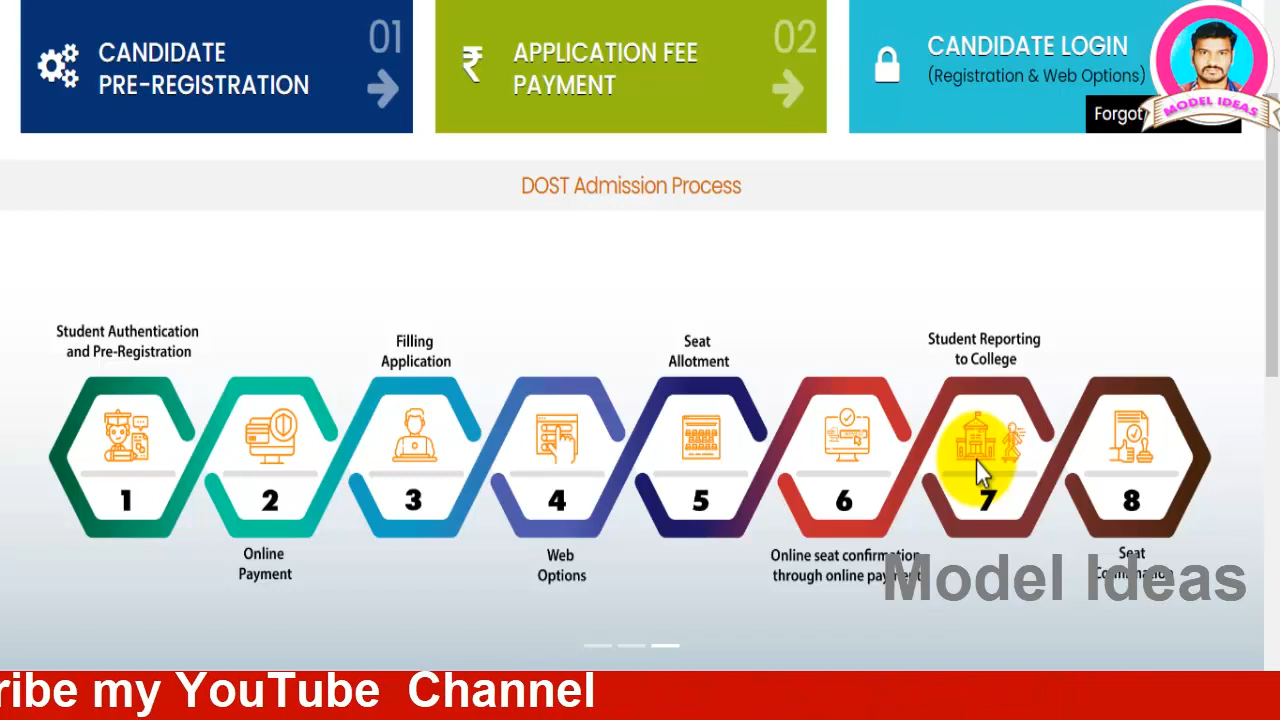 01
CANDIDATE
PRE-REGISTRATION
02
₹ APPLICATION FEE
PAYMENT
CANDIDATE LOGIN
(Registration & Web Options)
Forgot
MODEL IDEAS
DOST Admission Process
Student Authentication
and Pre-Registration
Filling
Application
Seat
Allotment
Student Reporting
to College
1 2 3 4 5 6 7 8
Online
Payment
Web
Options
Online seat confirmation
through online payment
Seat
Model Ideas
ribe my YouTube Channel